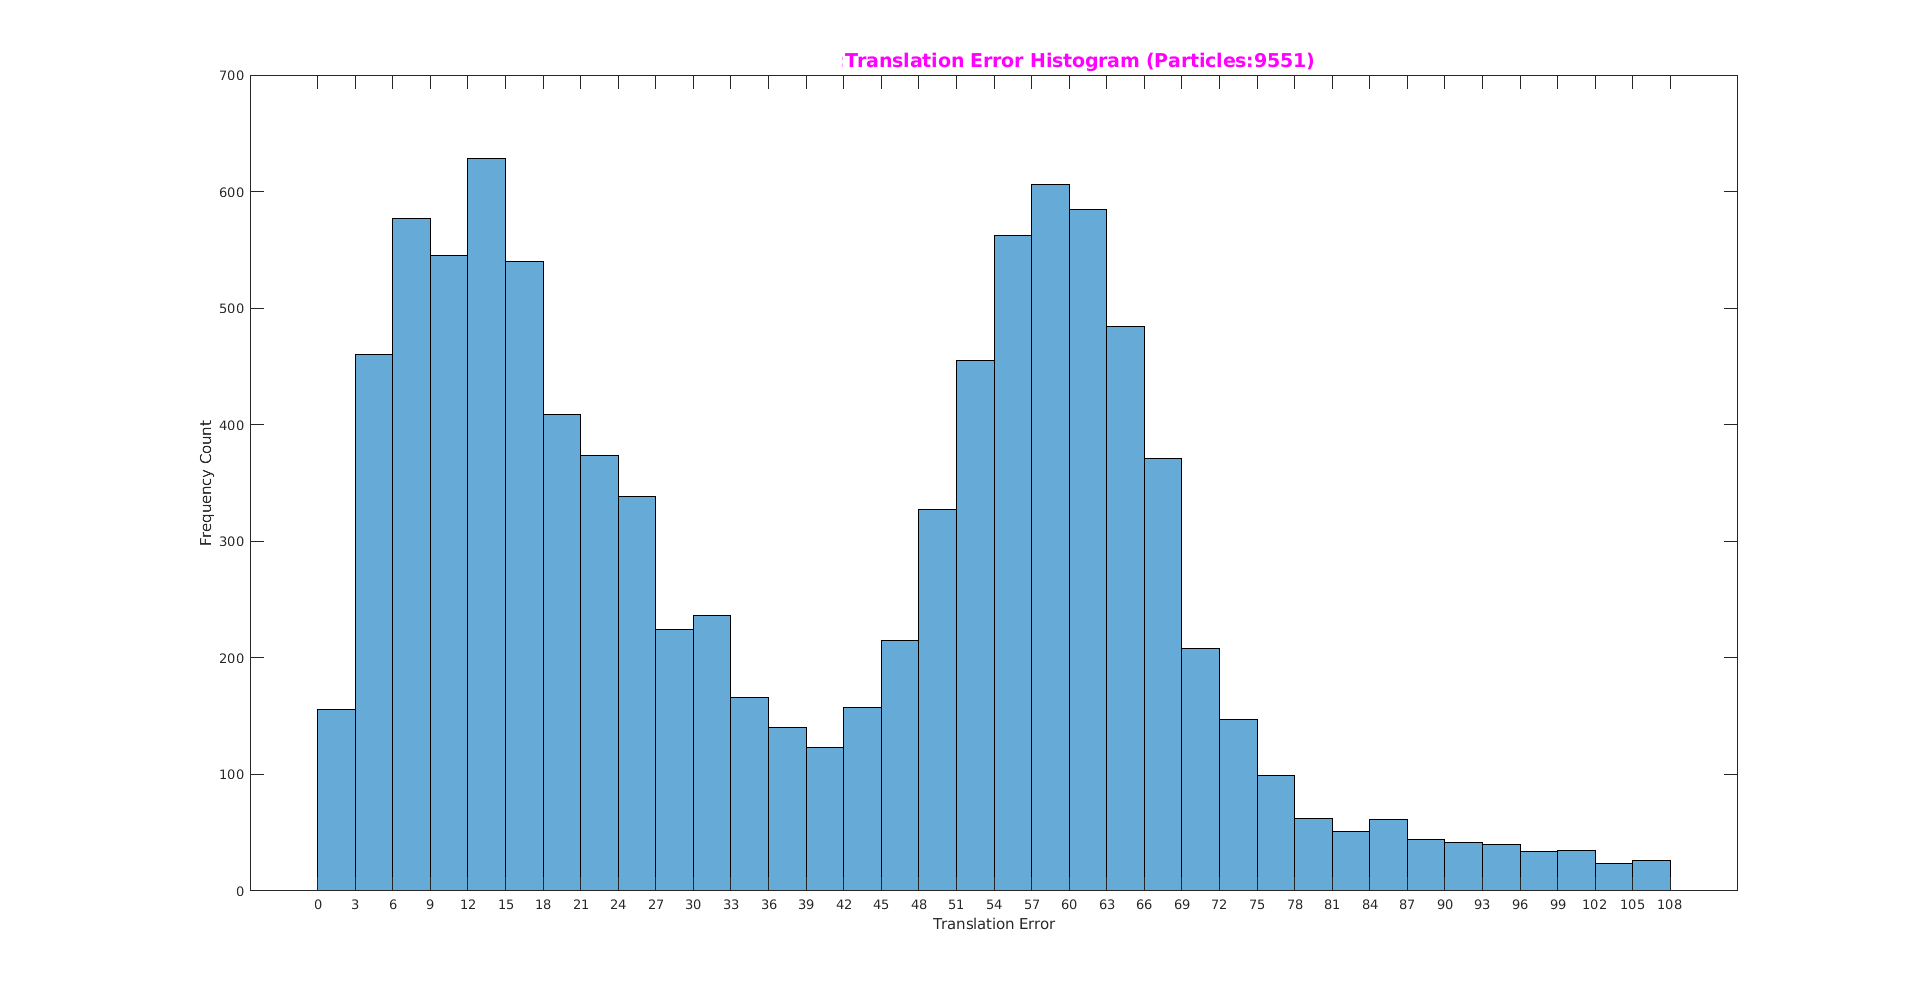 Translation Error Histogram (Particles:9551)
700
600
500
400
300
200
100
0
Frequency Count
0 3 6 9 12 15 18 21 24 27 30 33 36 39 42 45 48 51 54 57 60 63 66 69 72 75 78 81 84 87 90 93 96 99 102 105 108
Translation Error